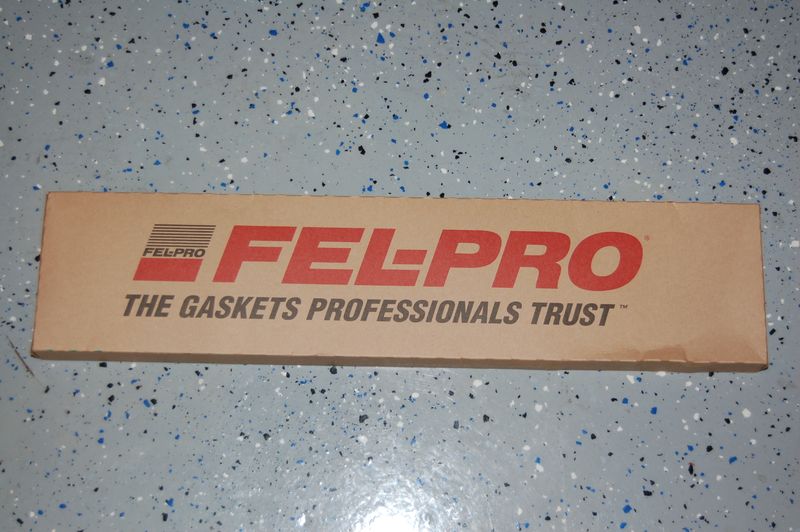 FEL-PRO
FEL-PRO®
THE GASKETS PROFESSIONALS TRUST™